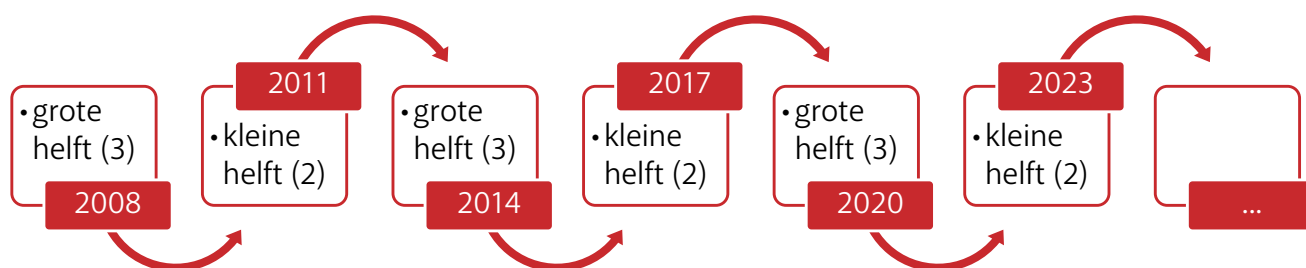 • grote
helft (3)
2008
2011
• kleine
helft (2)
• grote
helft (3)
2014
2017
• kleine
helft (2)
• grote
helft (3)
2020
2023
• kleine
helft (2)
...